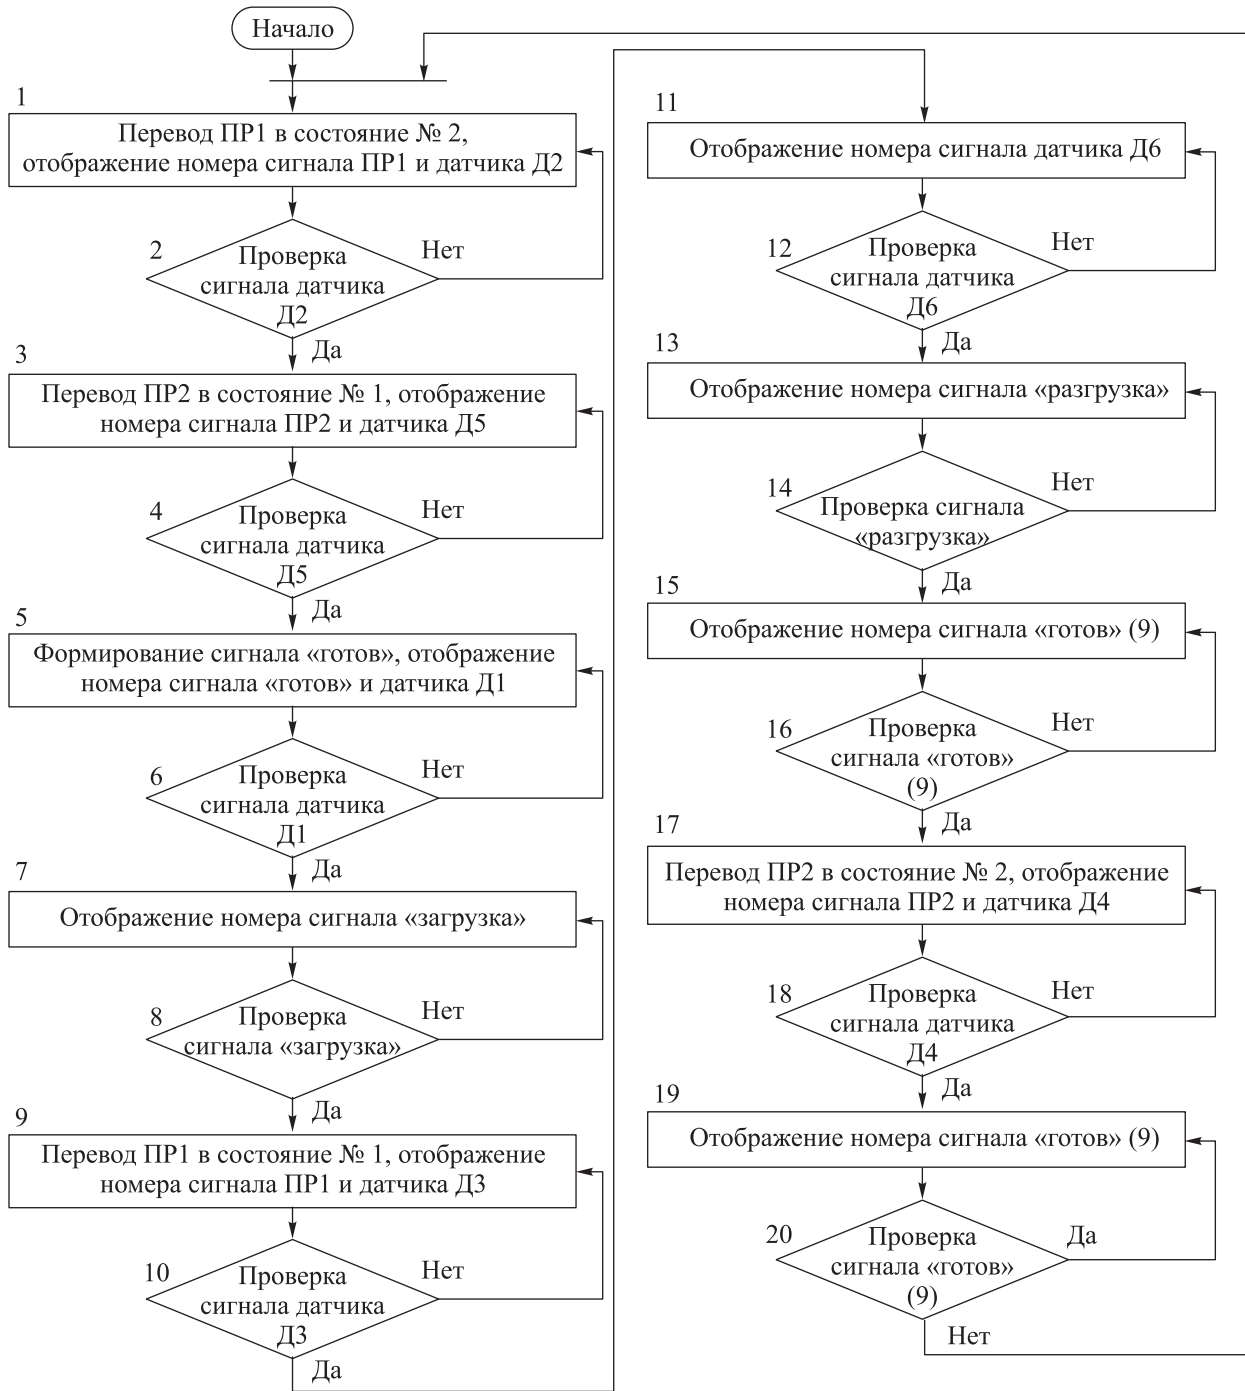 Начало
1
Перевод ПР1 в состояние № 2,
отображение номера сигнала ПР1 и датчика Д2
2
Проверка
сигнала датчика
Д2
Нет
Да
3
Перевод ПР2 в состояние № 1, отображение
номера сигнала ПР2 и датчика Д5
4
Проверка
сигнала датчика
Д5
Нет
Да
5
Формирование сигнала «готов», отображение
номера сигнала «готов» и датчика Д1
6
Проверка
сигнала датчика
Д1
Нет
Да
7
Отображение номера сигнала «загрузка»
8
Проверка
сигнала «загрузка»
Нет
Да
9
Перевод ПР1 в состояние № 1, отображение
номера сигнала ПР1 и датчика Д3
10
Проверка
сигнала датчика
Д3
Нет
Да
11
Отображение номера сигнала датчика Д6
12
Проверка
сигнала датчика
Д6
Нет
Да
13
Отображение номера сигнала «разгрузка»
14
Проверка сигнала
«разгрузка»
Нет
Да
15
Отображение номера сигнала «готов» (9)
16
Проверка
сигнала «готов»
(9)
Нет
Да
17
Перевод ПР2 в состояние № 2, отображение
номера сигнала ПР2 и датчика Д4
18
Проверка
сигнала датчика
Д4
Нет
Да
19
Отображение номера сигнала «готов» (9)
20
Проверка
сигнала «готов»
(9)
Да
Нет